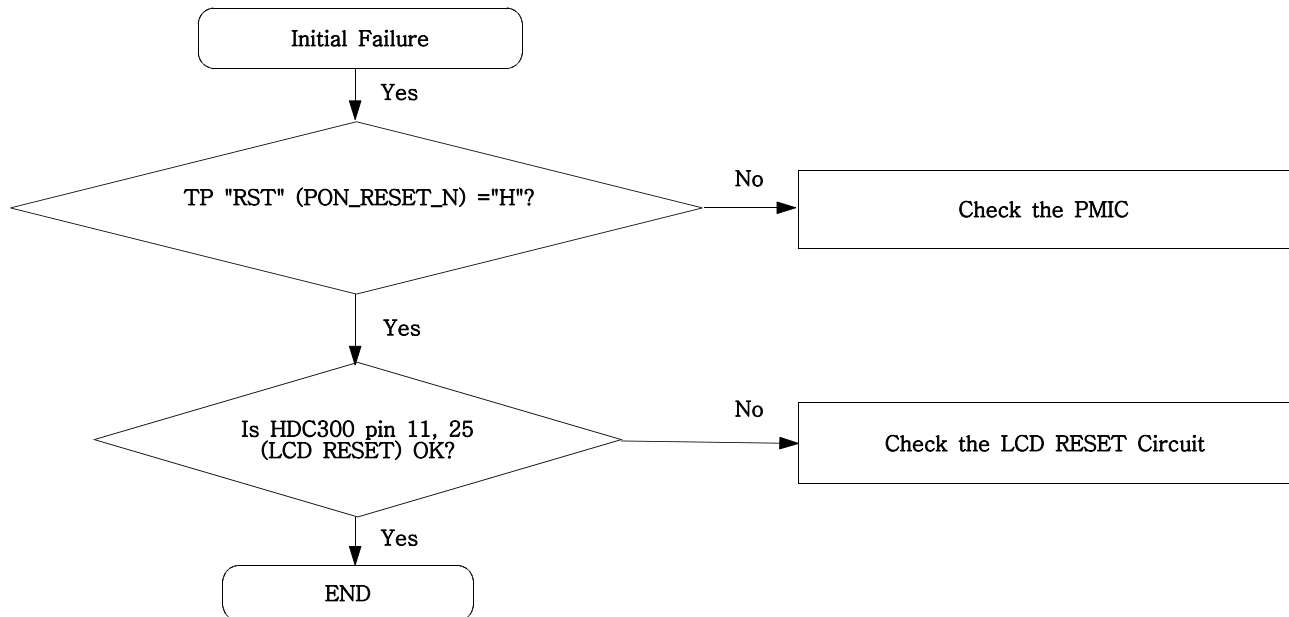 Initial Failure
Yes
TP "RST" (PON_RESET_N) ="H"?
No
Check the PMIC
Yes
Is HDC300 pin 11, 25
(LCD RESET) OK?
No
Check the LCD RESET Circuit
Yes
END